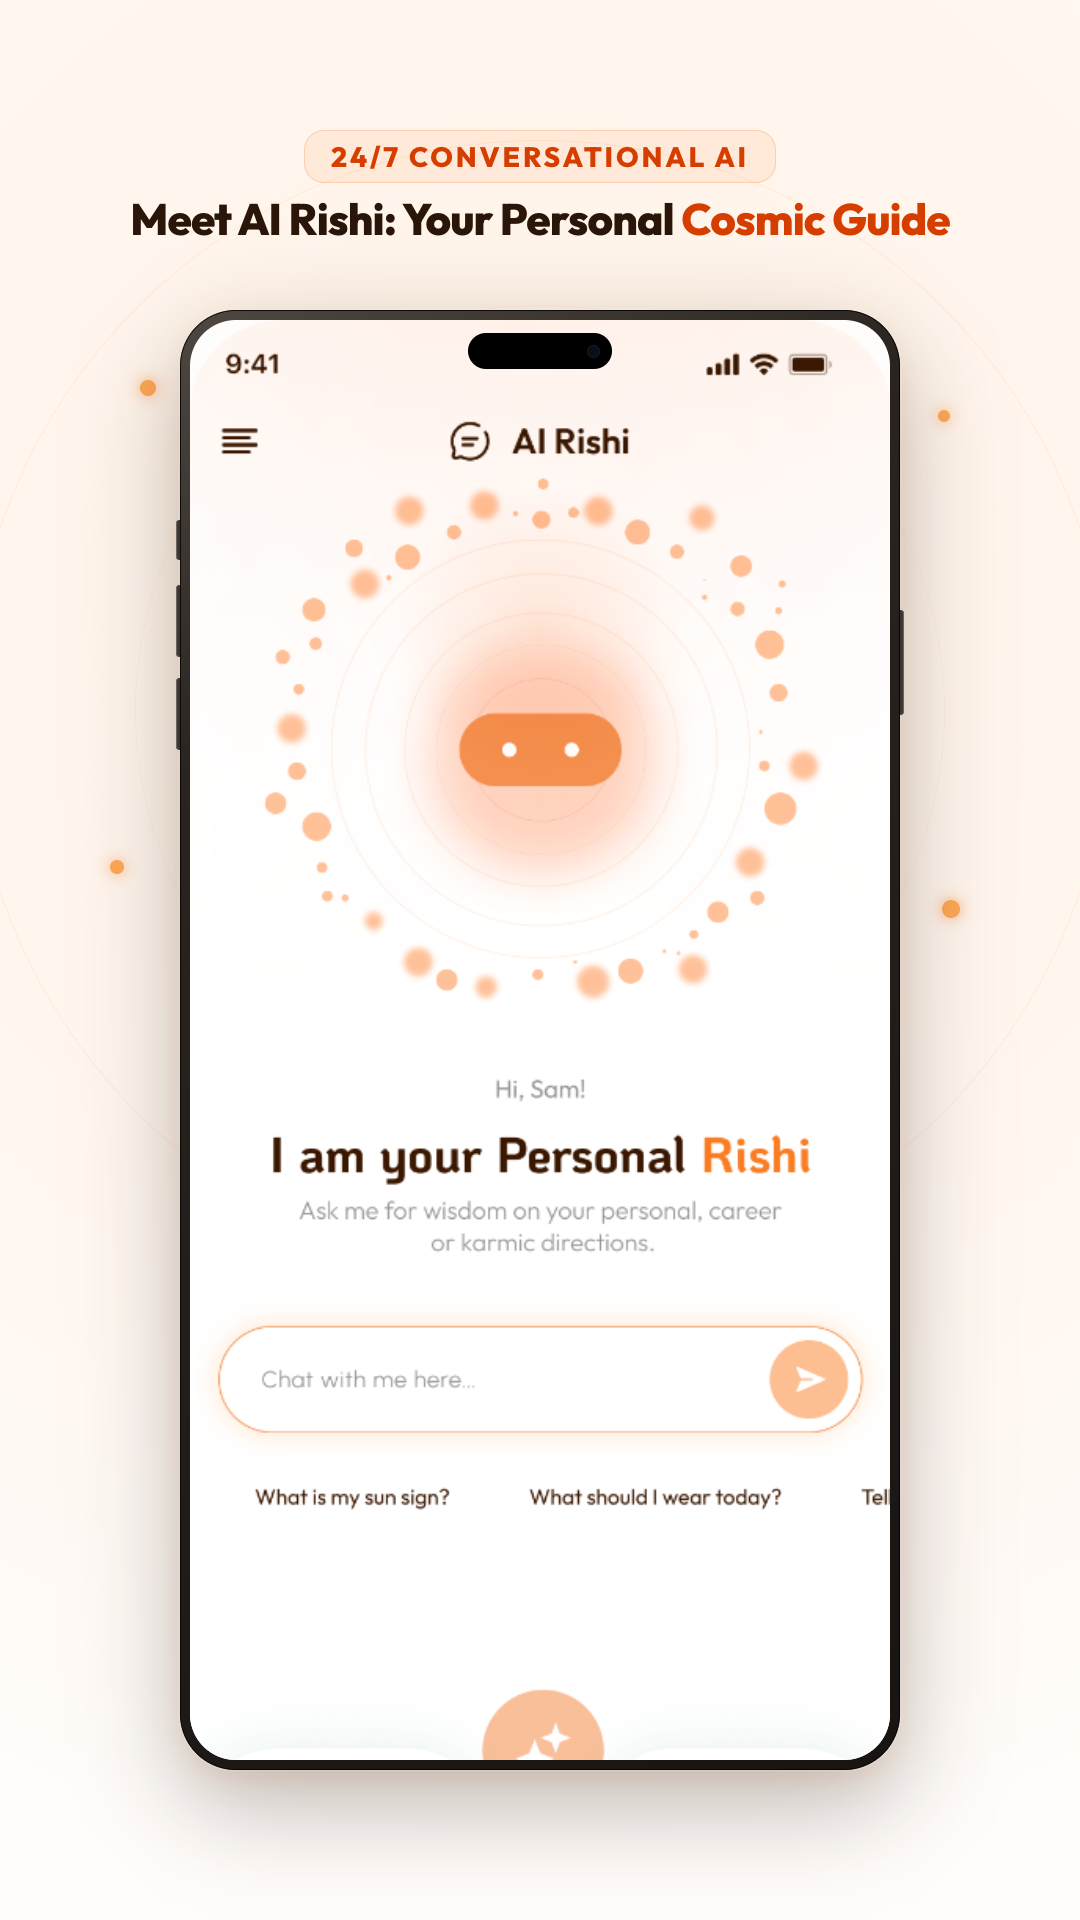 24/7 CONVERSATIONAL AI
Meet AI Rishi: Your Personal Cosmic Guide
9:41
AI Rishi
Hi, Sam!
I am your Personal Rishi
Ask me for wisdom on your personal, career
or karmic directions.
Chat with me here...
What is my sun sign? What should I wear today? Tell